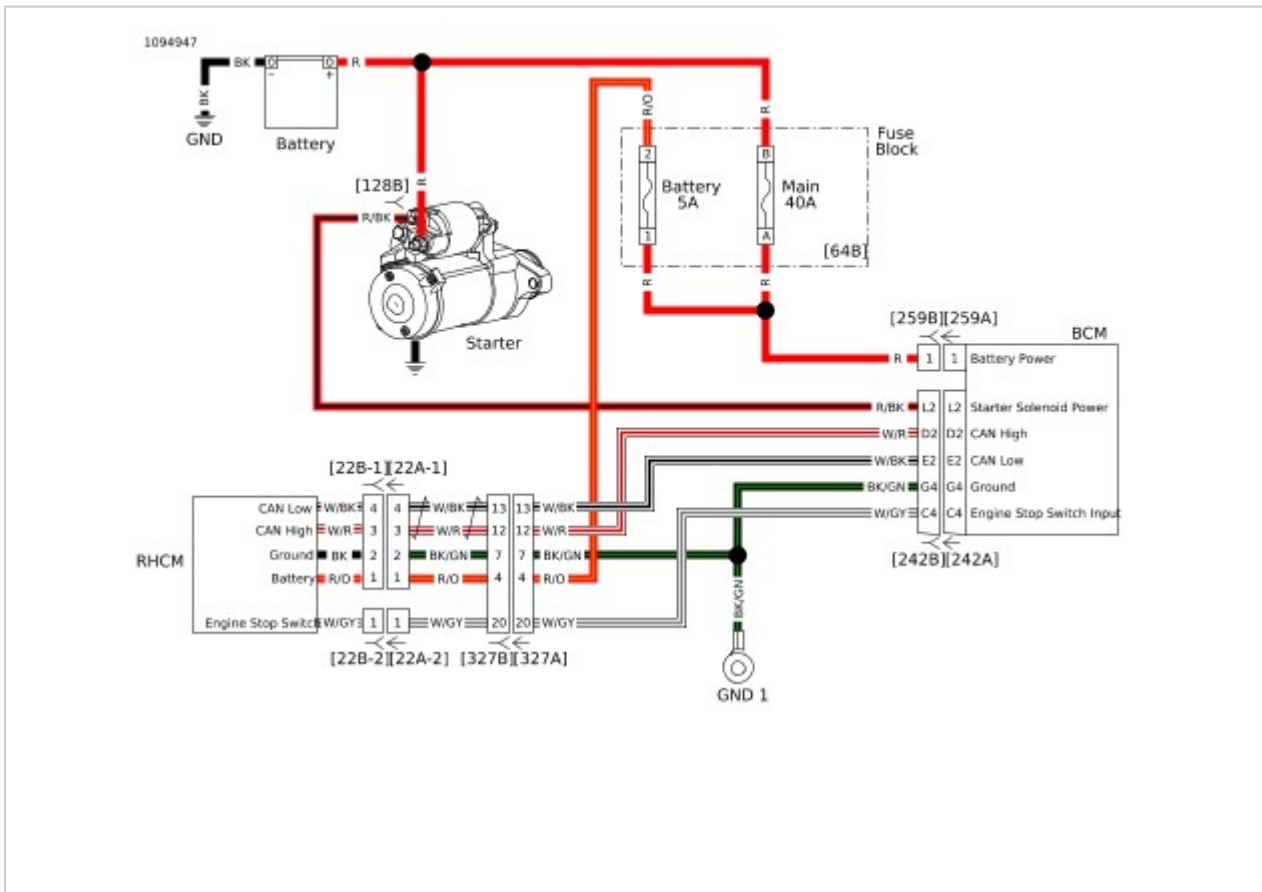 1094947
BK
0
0
R
-
+
BK
GND
Battery
R
R/O
R
Fuse
Block
[128B]
R/BK
2
1
Battery
5A
B
A
Main
40A
[64B]
R
R
Starter
[259B][259A]
BCM
R
1
1
Battery Power
R/BK
L2
L2
Starter Solenoid Power
W/R
D2
D2
CAN High
W/BK
E2
E2
CAN Low
BK/GN
G4
G4
Ground
W/GY
C4
C4
Engine Stop Switch Input
[242B][242A]
[22B-1][22A-1]
RHCM
CAN Low
W/BK
4
4
W/BK
13
13
W/BK
CAN High
W/R
3
3
W/R
12
12
W/R
Ground
BK
2
2
BK/GN
7
7
BK/GN
Battery
R/O
1
1
R/O
4
4
R/O
Engine Stop Switch
W/GY
1
1
W/GY
20
20
W/GY
[22B-2][22A-2]
[327B][327A]
BK/GN
GND 1